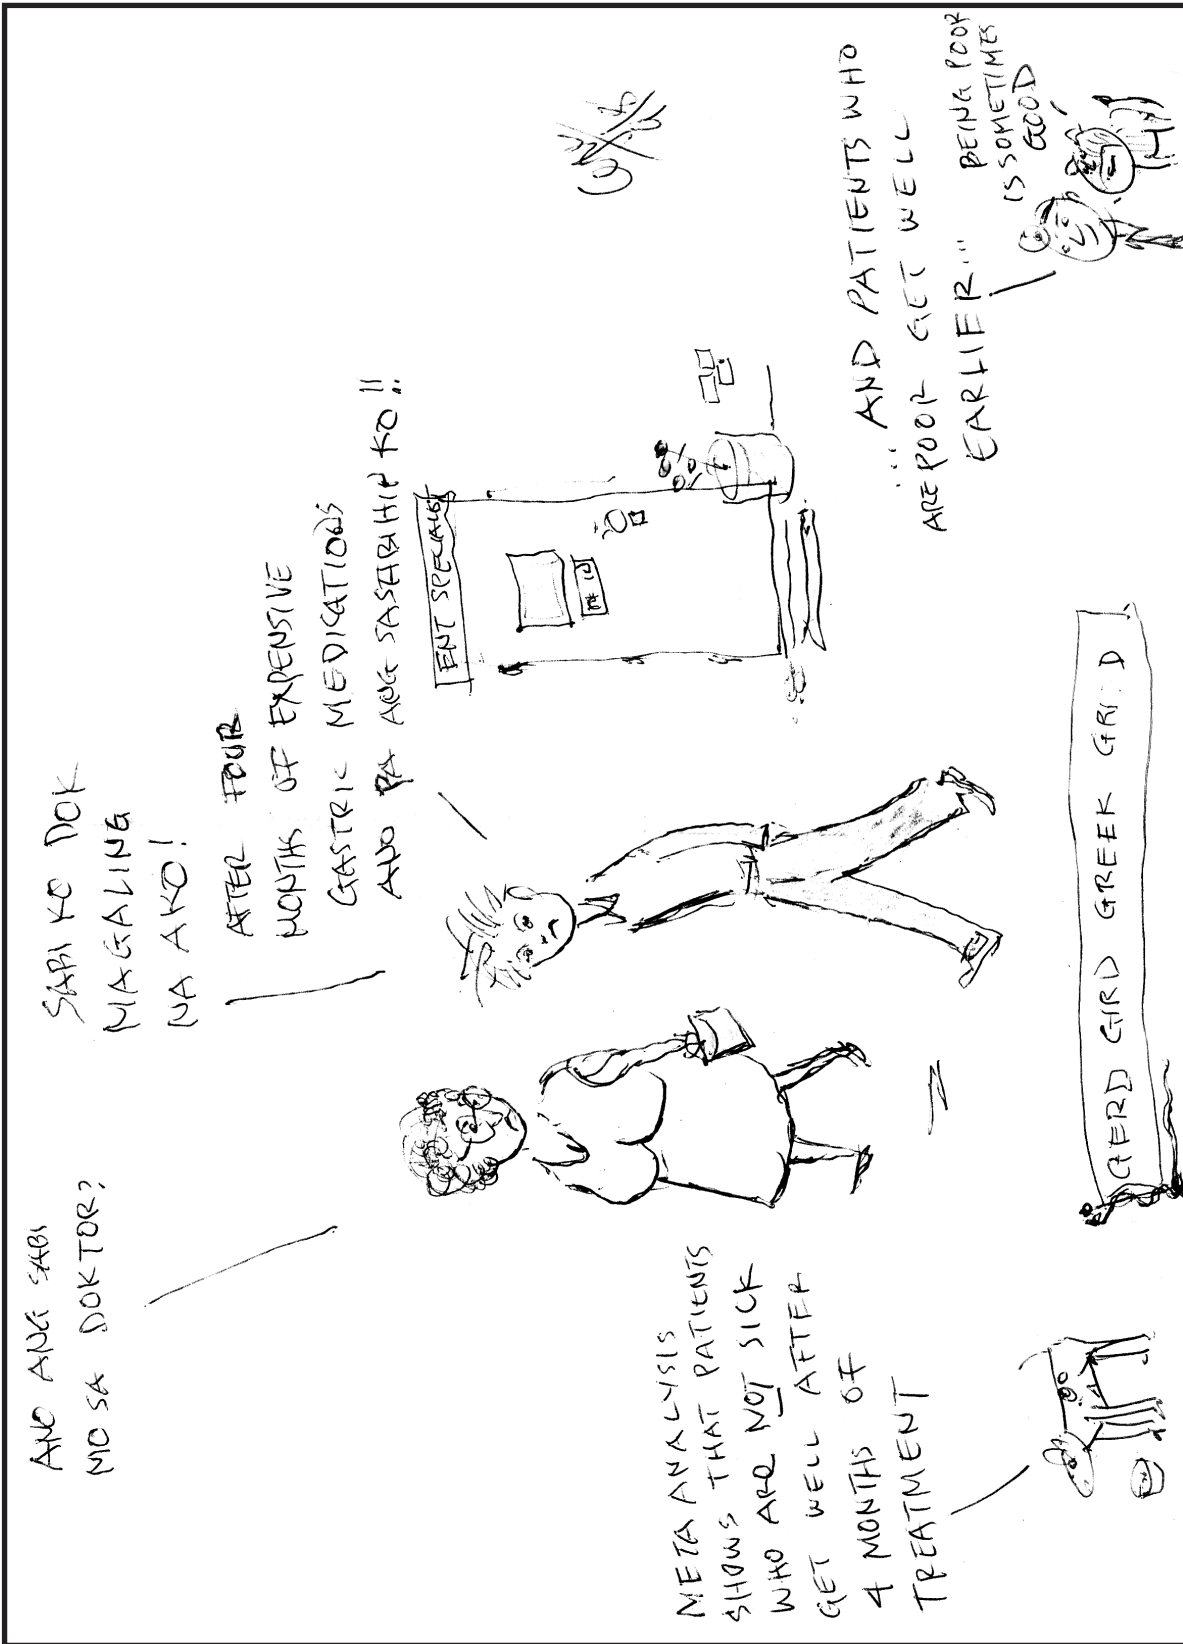 ANO ANG SABI
MO SA DOKTOR?
SABI KO DOK
MAGALING
NA AKO!
AFTER FOUR
MONTHS OF EXPENSIVE
GASTRIC MEDICATIONS
ANO PA ANG SASABIHIN KO!!
ENT SPECIALIST
META ANALYSIS
SHOWS THAT PATIENTS
WHO ARE NOT SICK
GET WELL AFTER
4 MONTHS OF
TREATMENT
GERD GIRD GREEK
... AND PATIENTS WHO
ARE POOR GET WELL
EARLIER...
BEING POOR
IS SOMETIMES
GOOD